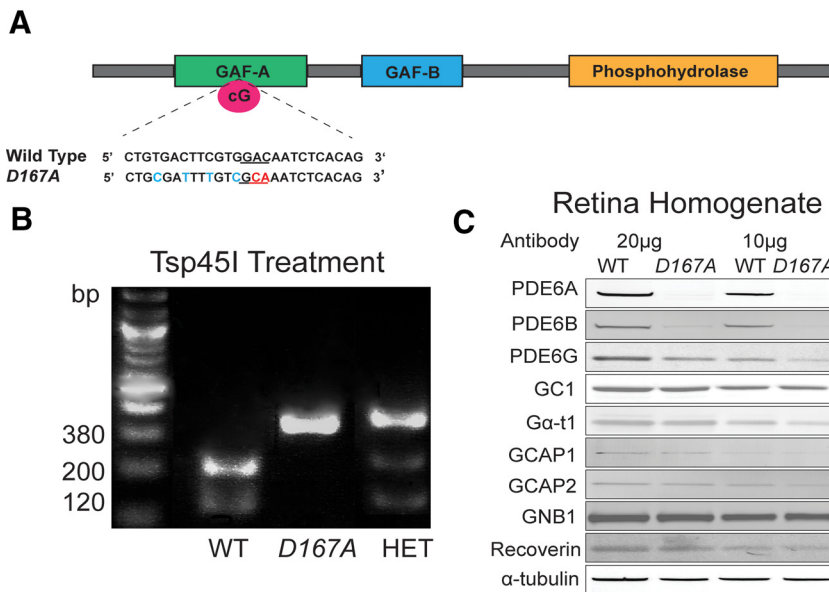 A
GAF-A
GAF-B
Phosphohydrolase
cG
Wild Type 5' CTGTGACTTCGTGGACAATCTCACAG 3'
D167A 5' CTGCGATTTTGTCGCAAATCTCACAG 3'
B
Tsp45I Treatment
bp
380
200
120
WT D167A HET
C
Retina Homogenate
Antibody 20µg 10µg
WT D167A WT D167A
PDE6A
PDE6B
PDE6G
GC1
Gα-t1
GCAP1
GCAP2
GNB1
Recoverin
α-tubulin